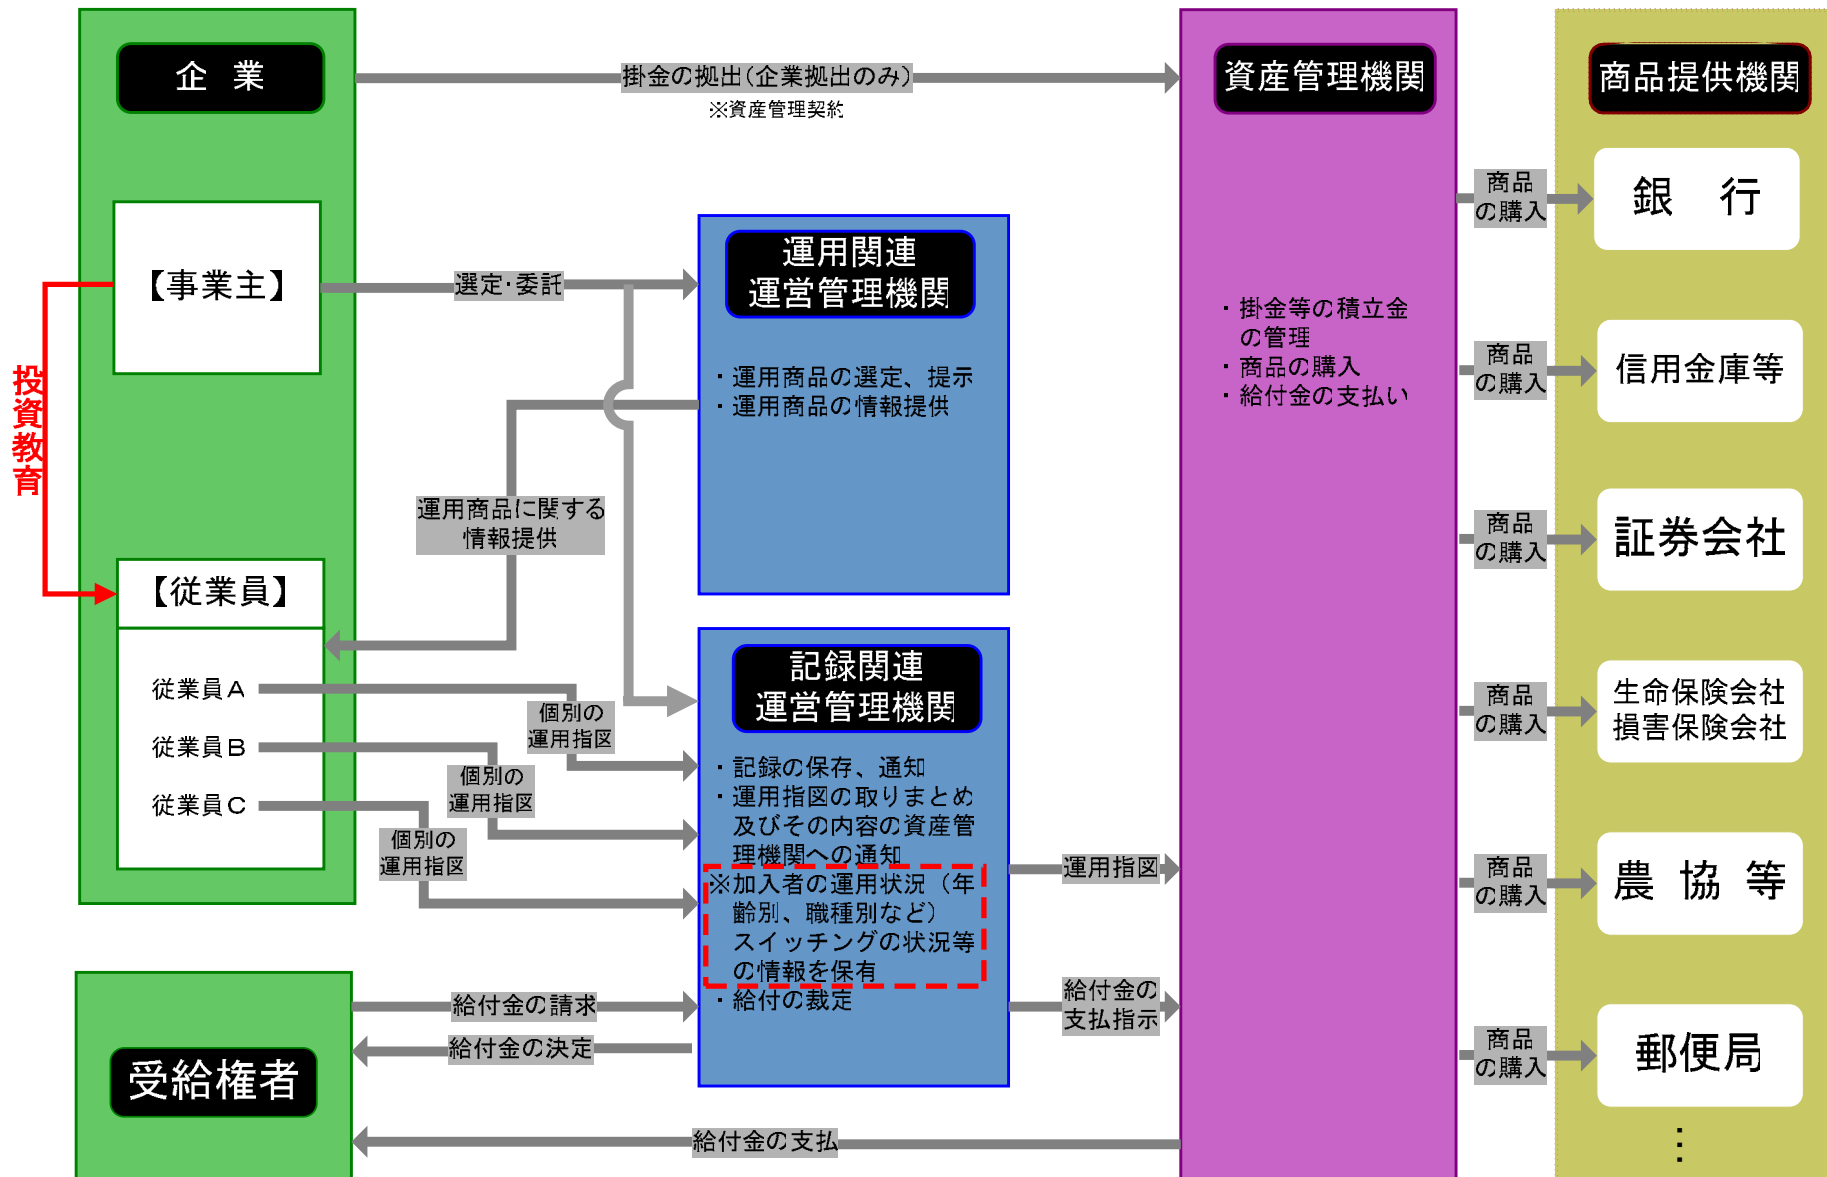 企 業
掛金の拠出(企業拠出のみ)
※資産管理契約
資産管理機関
商品提供機関
【事業主】
選定・委託
投資教育
運用関連
運営管理機関
・運用商品の選定、提示
・運用商品の情報提供
運用商品に関する
情報提供
【従業員】
従業員A
従業員B
従業員C
個別の
運用指図
個別の
運用指図
個別の
運用指図
記録関連
運営管理機関
・記録の保存、通知
・運用指図の取りまとめ
及びその内容の資産管
理機関への通知
※加入者の運用状況(年
齢別、職種別など)
スイッチングの状況等
の情報を保有
・給付の裁定
運用指図
給付金の
支払指示
給付金の請求
給付金の決定
受給権者
給付金の支払
・掛金等の積立金
の管理
・商品の購入
・給付金の支払い
商品
の購入
銀 行
商品
の購入
信用金庫等
商品
の購入
証券会社
商品
の購入
生命保険会社
損害保険会社
商品
の購入
農 協 等
商品
の購入
郵便局
…